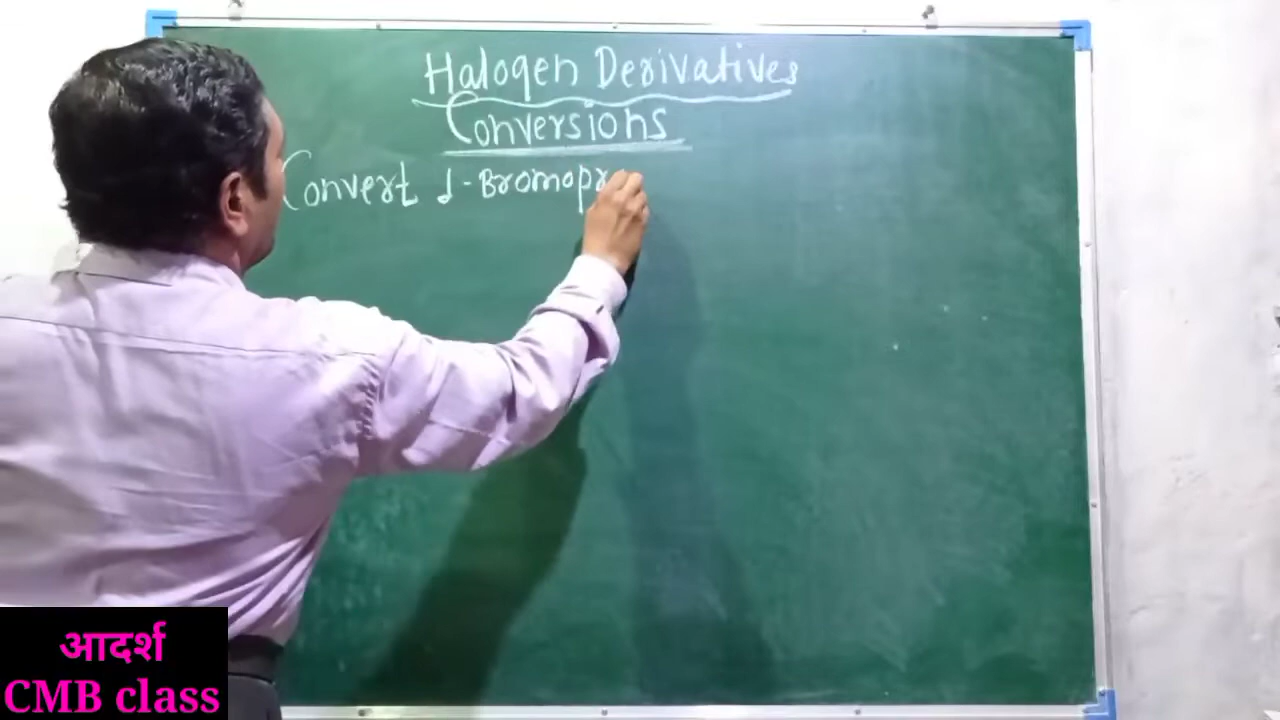 Halogen Derivatives
Conversions
Convert 1-Bromopr
आदर्श
CMB class